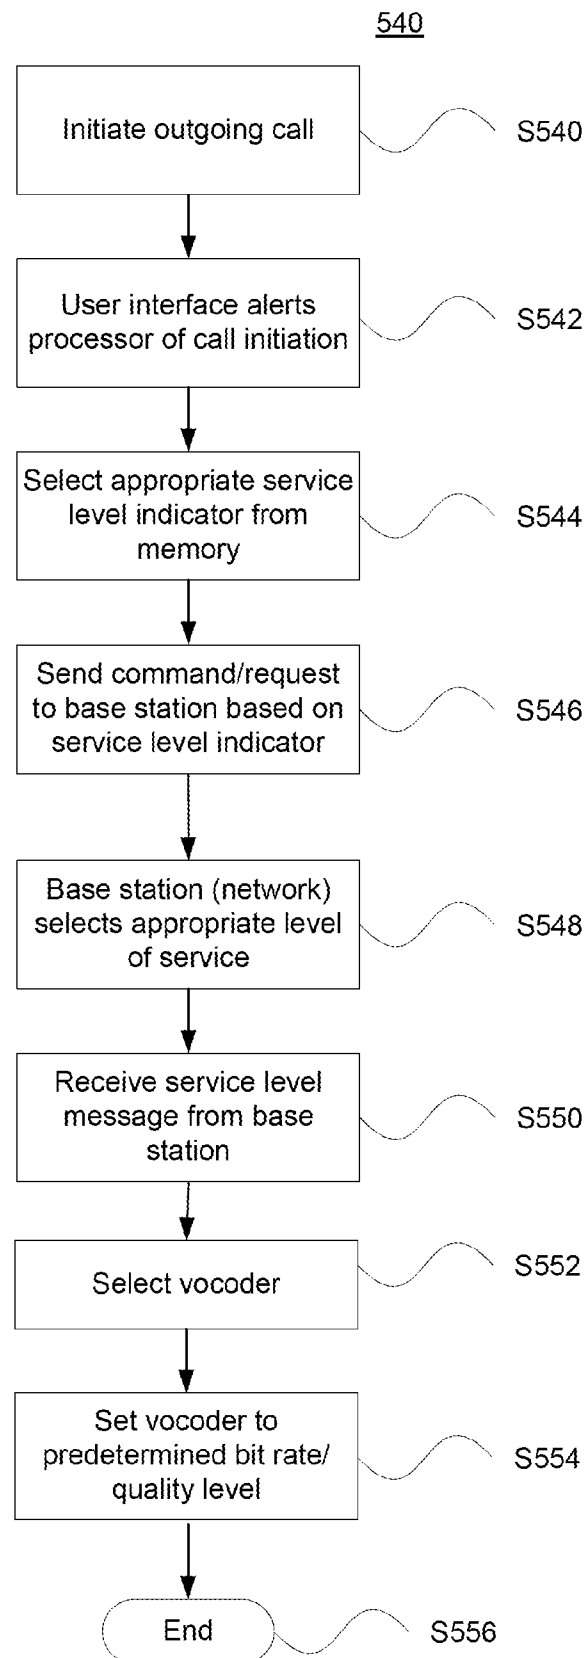 540
Initiate outgoing call
S540
User interface alerts
processor of call initiation
S542
Select appropriate service
level indicator from
memory
S544
Send command/request
to base station based on
service level indicator
S546
Base station (network)
selects appropriate level
of service
S548
Receive service level
message from base
station
S550
Select vocoder
S552
Set vocoder to
predetermined bit rate/
quality level
S554
End
S556